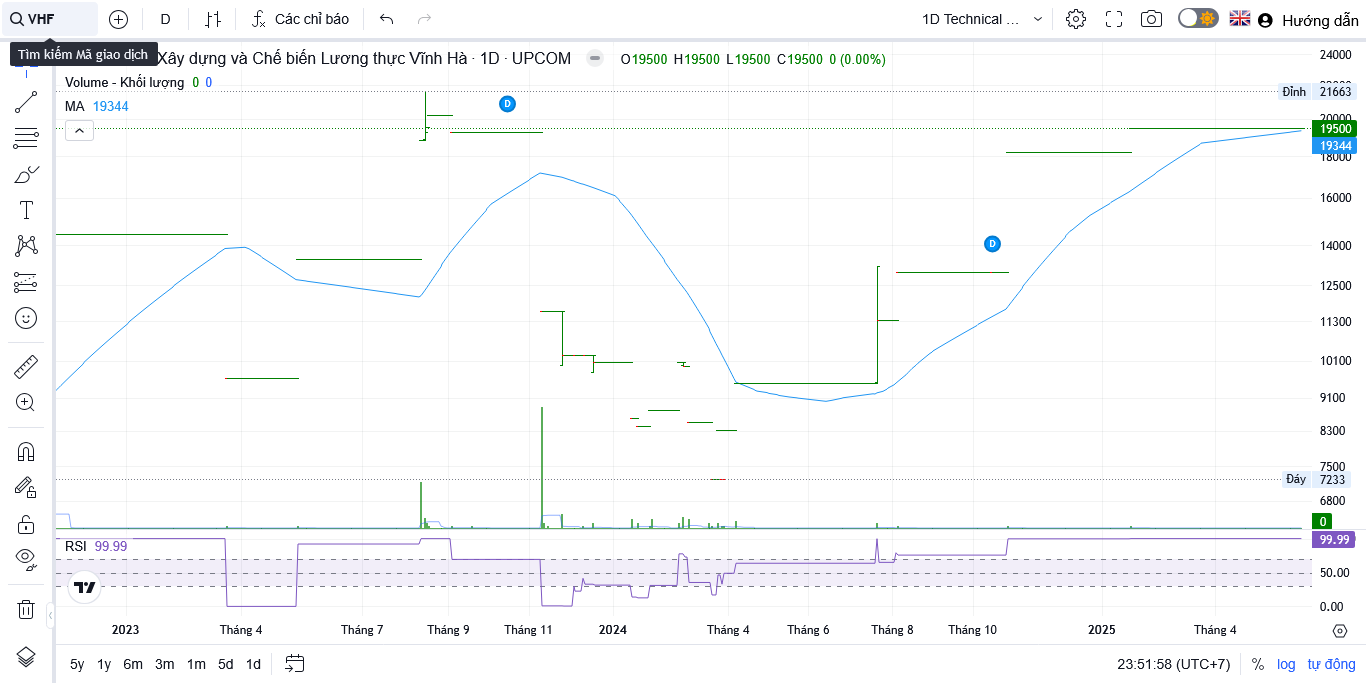 VHF
D
Các chỉ báo
1D Technical ...
Hướng dẫn
Tìm kiếm Mã giao dịch
Xây dựng và Chế biến Lương thực Vĩnh Hà · 1D · UPCOM
O19500 H19500 L19500 C19500 0 (0.00%)
Volume - Khối lượng 0 0
MA 19344
D
D
24000
Đỉnh 21663
20000
19500
19344
18000
16000
14000
12500
11300
10100
9100
8300
7500
Đáy 7233
6800
0
RSI 99.99
99.99
50.00
0.00
2023 Tháng 4 Tháng 7 Tháng 9 Tháng 11 2024 Tháng 4 Tháng 6 Tháng 8 Tháng 10 2025 Tháng 4
5y 1y 6m 3m 1m 5d 1d
23:51:58 (UTC+7) % log tự động